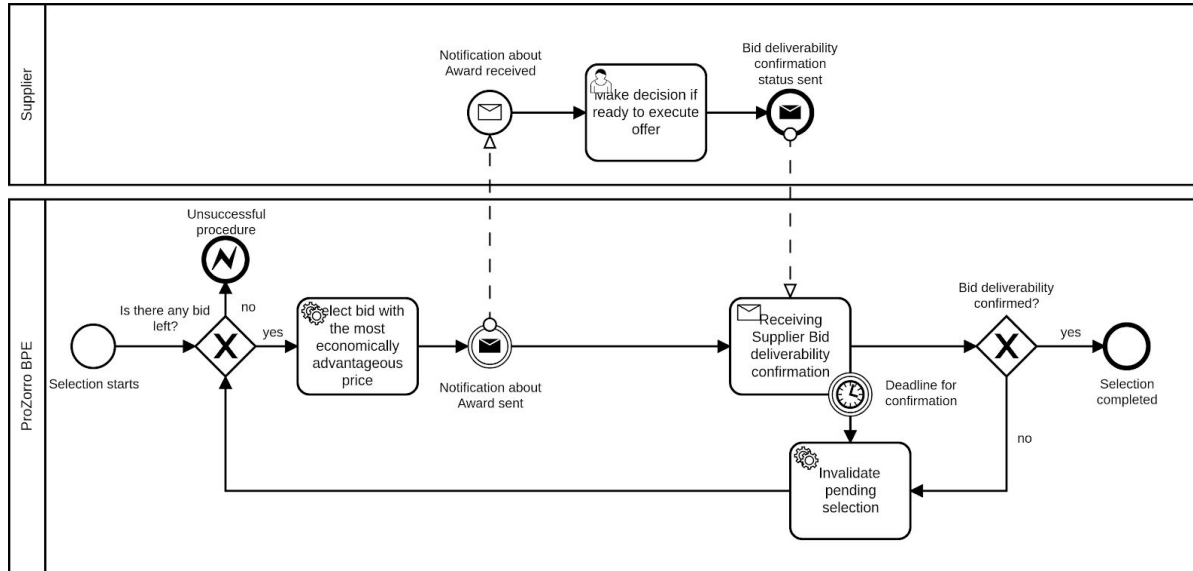 Supplier
Notification about
Award received
Make decision if
ready to execute
offer
Bid deliverability
confirmation
status sent
ProZorro BPE
Selection starts
Is there any bid
left?
Unsuccessful
procedure
no
yes
elect bid with
the most
economically
advantageous
price
Notification about
Award sent
Receiving
Supplier Bid
deliverability
confirmation
Deadline for
confirmation
Invalidate
pending
selection
Bid deliverability
confirmed?
yes
no
Selection
completed